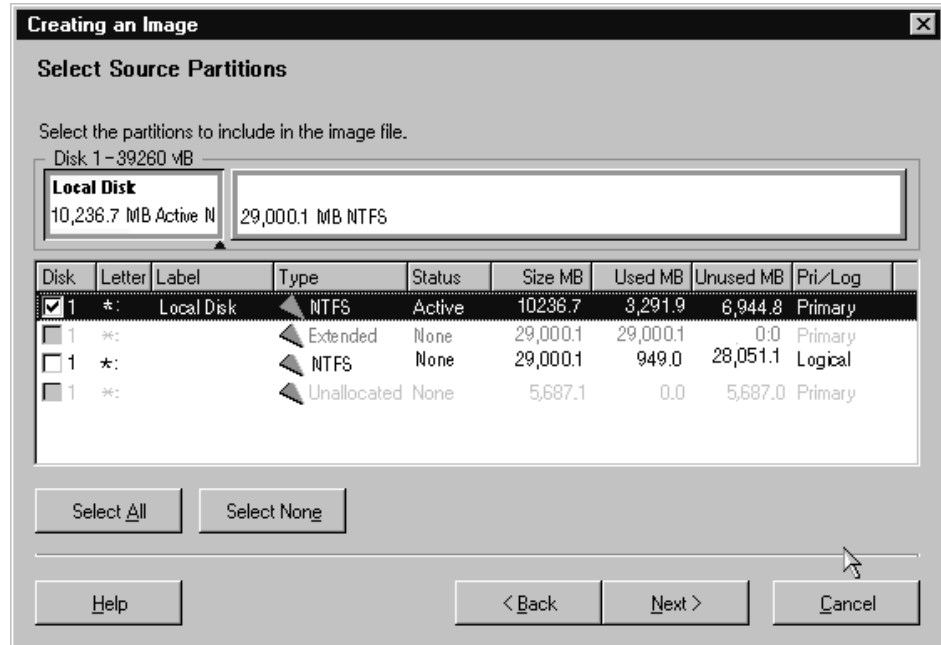 Creating an Image
Select Source Partitions
Select the partitions to include in the image file.
Disk 1 - 39260 MB
Local Disk
10,236.7 MB Active N
29,000.1 MB NTFS
Disk Letter Label Type Status Size MB Used MB Unused MB Pri/Log
1 *: Local Disk NTFS Active 10236.7 3,291.9 6,944.8 Primary
1 *: Extended None 29,000.1 29,000.1 0:0 Primary
1 *: NTFS None 29,000.1 949.0 28,051.1 Logical
1 *: Unallocated None 5,687.1 0.0 5,687.0 Primary
Select All Select None
Help < Back Next > Cancel